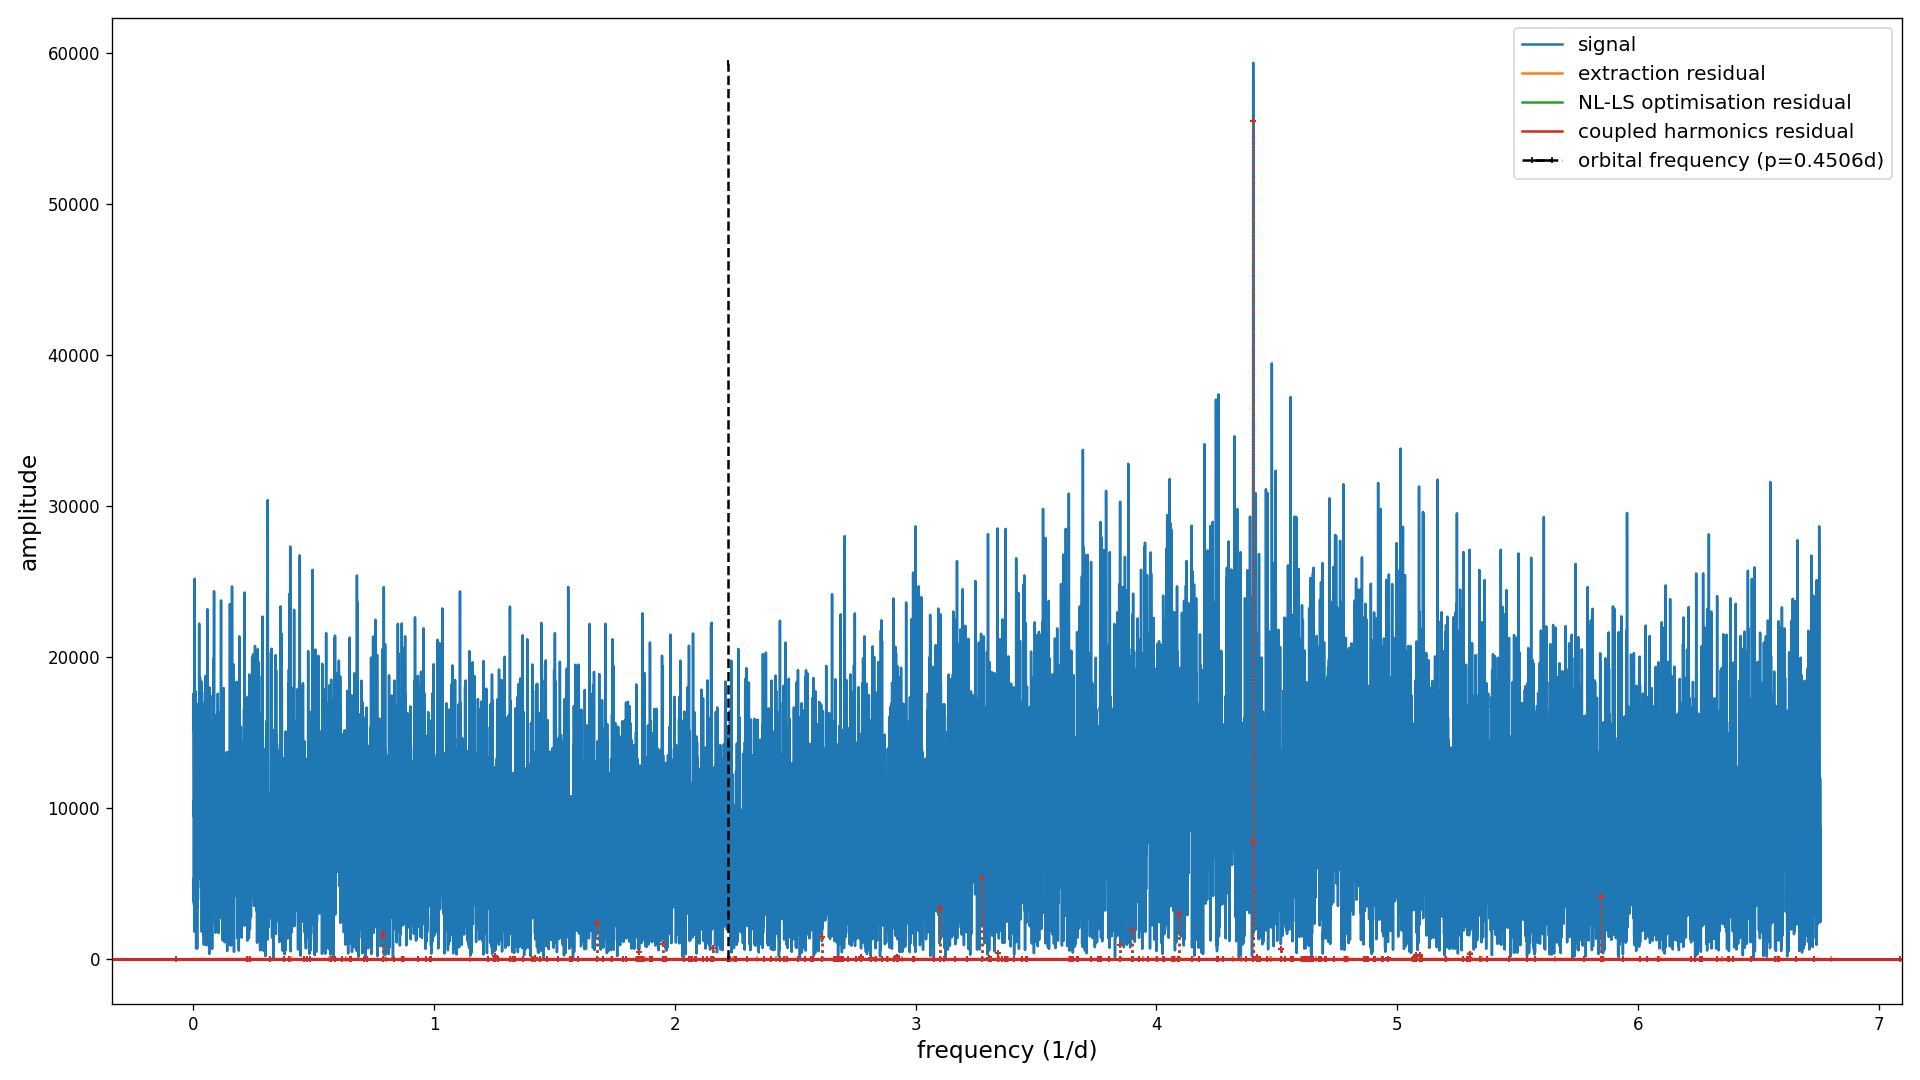 60000
50000
40000
30000
20000
10000
0
amplitude
signal
extraction residual
NL-LS optimisation residual
coupled harmonics residual
orbital frequency (p=0.4506d)
0 1 2 3 4 5 6 7
frequency (1/d)